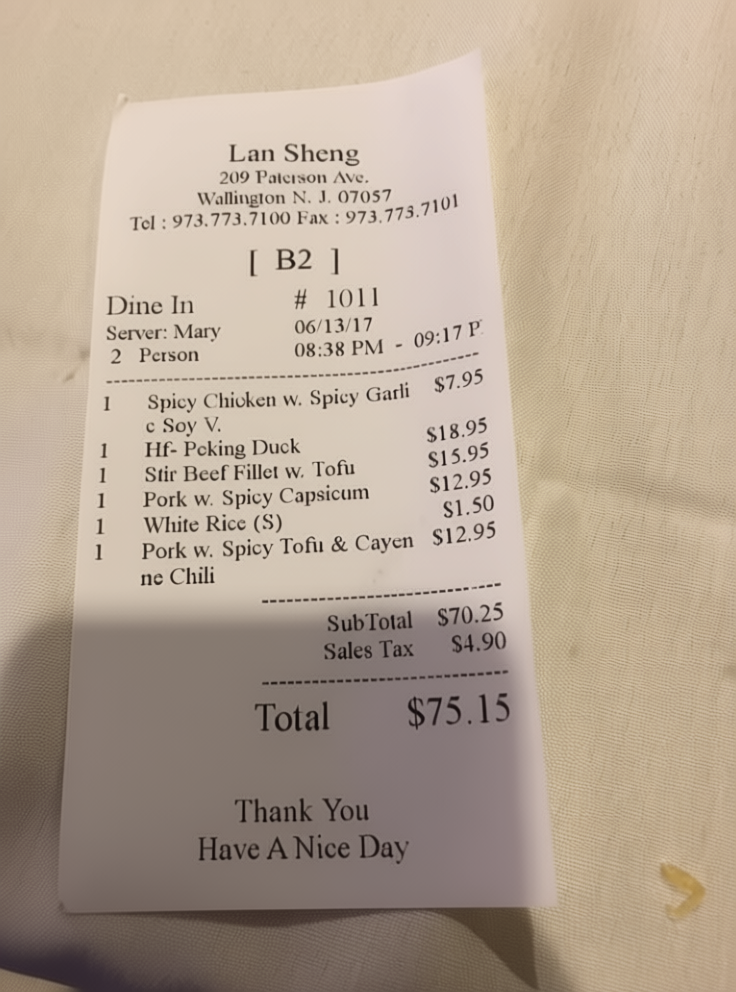 Lan Sheng
209 Paterson Ave.
Wallington N. J. 07057
Tel : 973.773.7100 Fax : 973.773.7101
[ B2 ]
Dine In # 1011
Server: Mary 06/13/17
2 Person 08:38 PM - 09:17 P
1 Spicy Chicken w. Spicy Garli $7.95
c Soy V.
1 Hf- Peking Duck $18.95
1 Stir Beef Fillet w. Tofu $15.95
1 Pork w. Spicy Capsicum $12.95
1 White Rice (S) $1.50
1 Pork w. Spicy Tofu & Cayen $12.95
ne Chili
SubTotal $70.25
Sales Tax $4.90
Total $75.15
Thank You
Have A Nice Day